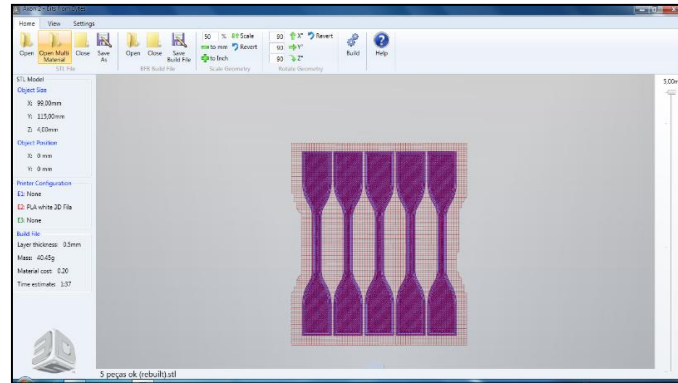 Home View Settings
Open
Open Multi Material
Close
Save As
Open
Close
Save Build File
50 % Scale
to mm Revert
to Inch
90 X° Revert
90 Y°
90 Z°
Build
Help
STL File
BFB Build File
Scale Geometry
Rotate Geometry
STL Model
Object Size
X: 99,00mm
Y: 115,00mm
Z: 4,00mm
Object Position
X: 0 mm
Y: 0 mm
Printer Configuration
E1: None
E2: PLA white 3D Fila
E3: None
Build File
Layer thickness: 0.5mm
Mass: 40.45g
Material cost: 0.20
Time estimate: 1:57
5,00m
5 peças ok (rebuilt).stl